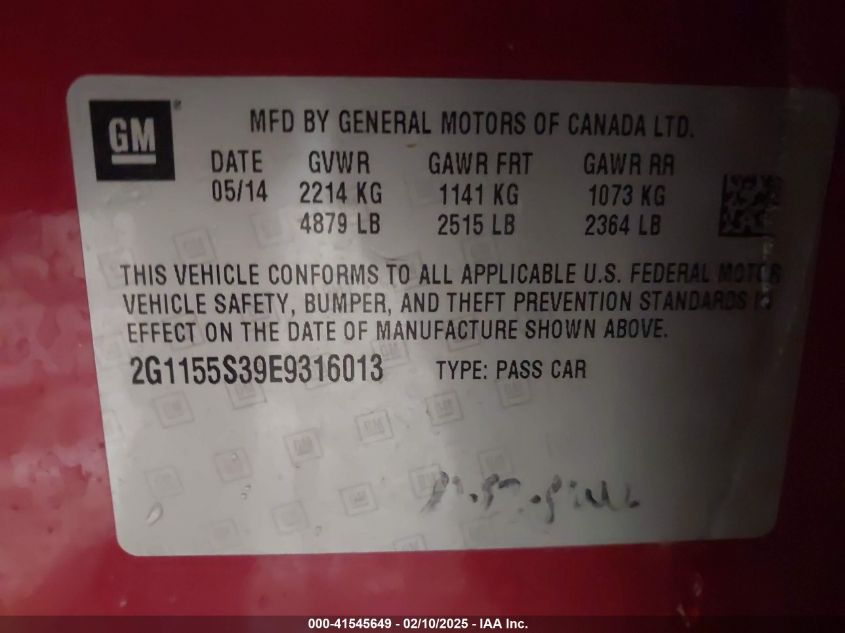 GM
MFD BY GENERAL MOTORS OF CANADA LTD.
DATE GVWR GAWR FRT GAWR RR
05/14 2214 KG 1141 KG 1073 KG
4879 LB 2515 LB 2364 LB
THIS VEHICLE CONFORMS TO ALL APPLICABLE U.S. FEDERAL MOTOR
VEHICLE SAFETY, BUMPER, AND THEFT PREVENTION STANDARDS IN
EFFECT ON THE DATE OF MANUFACTURE SHOWN ABOVE.
2G1155S39E9316013 TYPE: PASS CAR
000-41545649 - 02/10/2025 - IAA Inc.